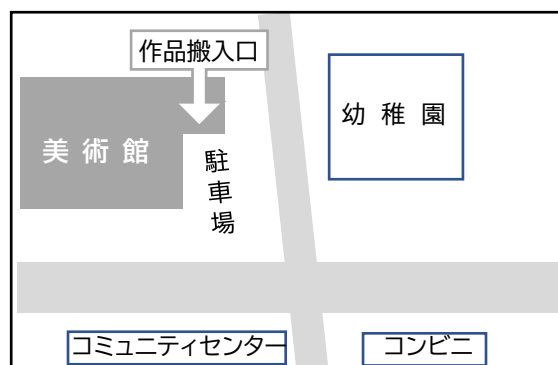 作品搬入口
美術館
幼稚園
駐車場
コミュニティセンター
コンビニ